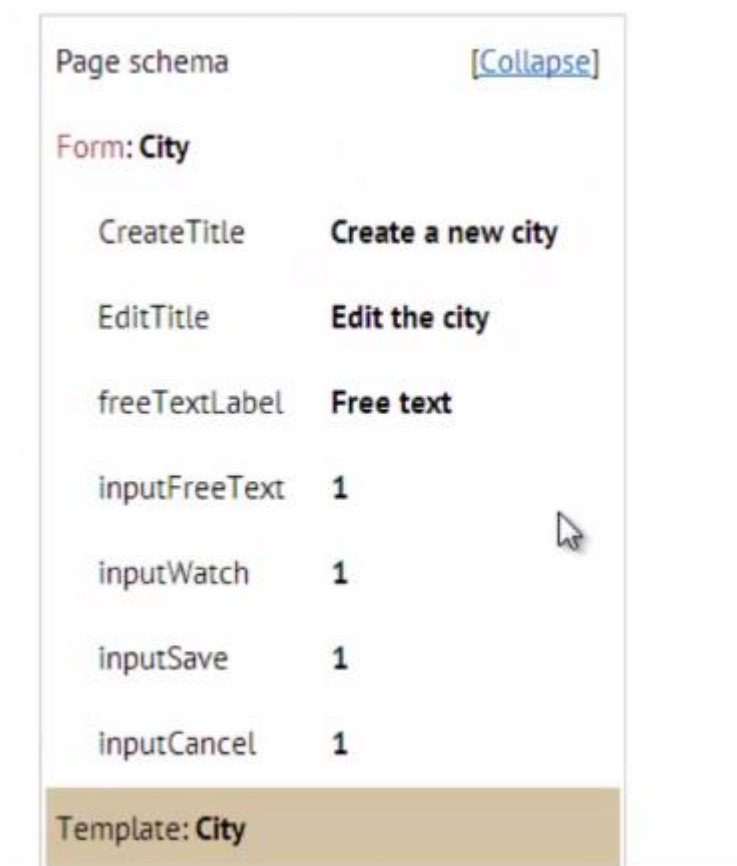 Page schema [Collapse]
Form: City
CreateTitle Create a new city
EditTitle Edit the city
freeTextLabel Free text
inputFreeText 1
inputWatch 1
inputSave 1
inputCancel 1
Template: City